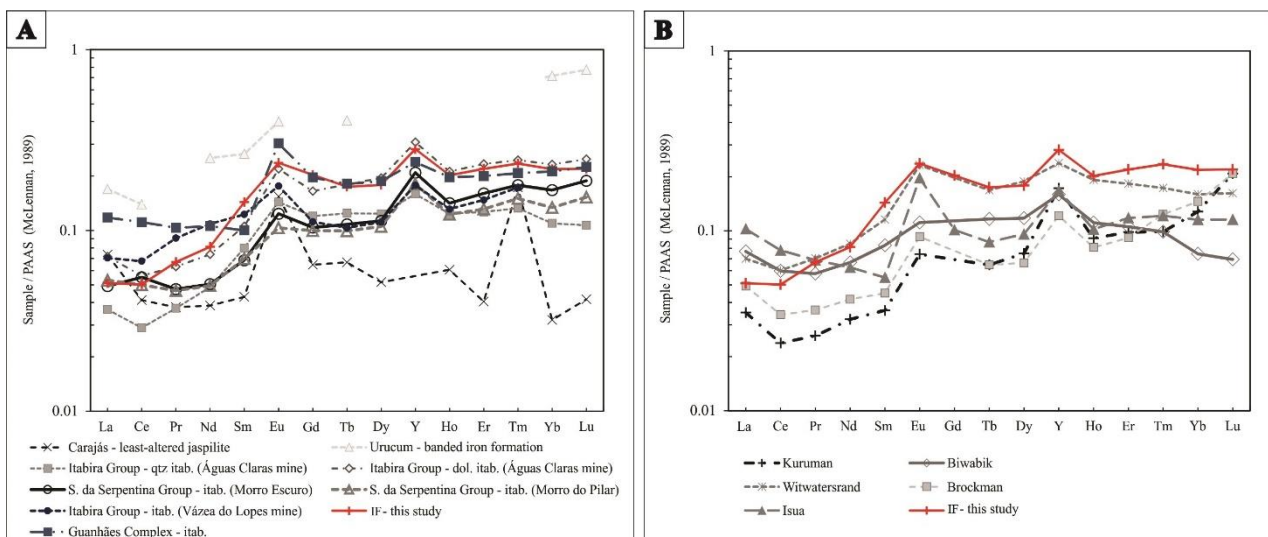 A
B
Sample / PAAS (McLennan, 1989)
1
0.1
0.01
La Ce Pr Nd Sm Eu Gd Tb Dy Y Ho Er Tm Yb Lu
Carajás - least-altered jaspilite
Urucum - banded iron formation
Itabira Group - qtz itab. (Águas Claras mine)
Itabira Group - dol. itab. (Águas Claras mine)
S. da Serpentina Group - itab. (Morro Escuro)
S. da Serpentina Group - itab. (Morro do Pilar)
Itabira Group - itab. (Vázea do Lopes mine)
IF - this study
Guanhães Complex - itab.
Sample / PAAS (McLennan, 1989)
1
0.1
0.01
La Ce Pr Nd Sm Eu Gd Tb Dy Y Ho Er Tm Yb Lu
Kuruman
Biwabik
Witwatersrand
Brockman
Isua
IF- this study